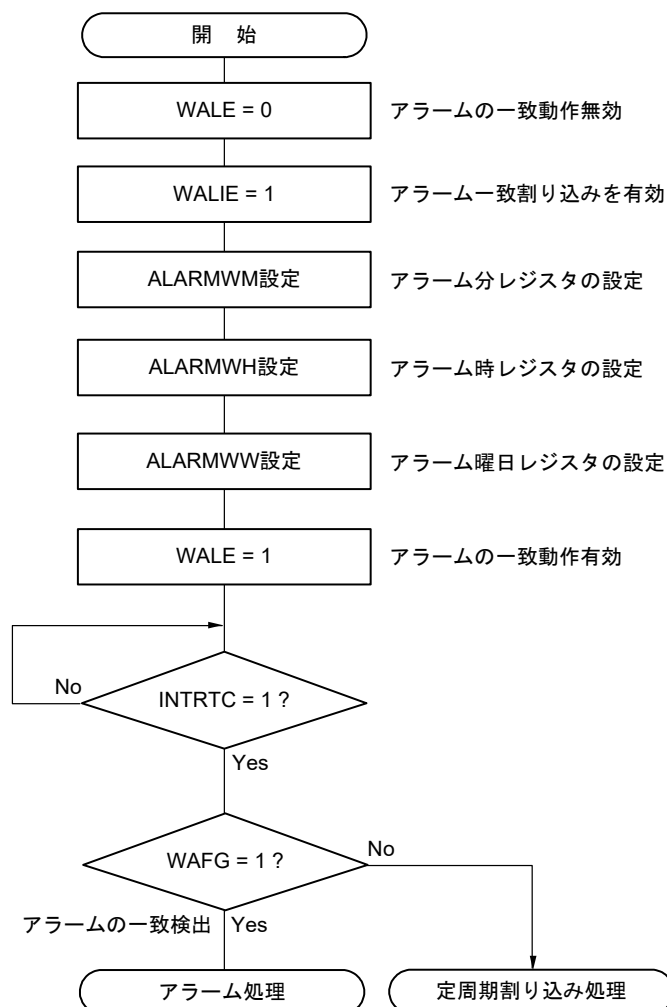 開 始
WALE = 0 アラームの一致動作無効
WALIE = 1 アラーム一致割り込みを有効
ALARMWM設定 アラーム分レジスタの設定
ALARMWH設定 アラーム時レジスタの設定
ALARMWW設定 アラーム曜日レジスタの設定
WALE = 1 アラームの一致動作有効
No
INTRTC = 1 ?
Yes
WAFG = 1 ?
No
アラームの一致検出 Yes
アラーム処理
定周期割り込み処理